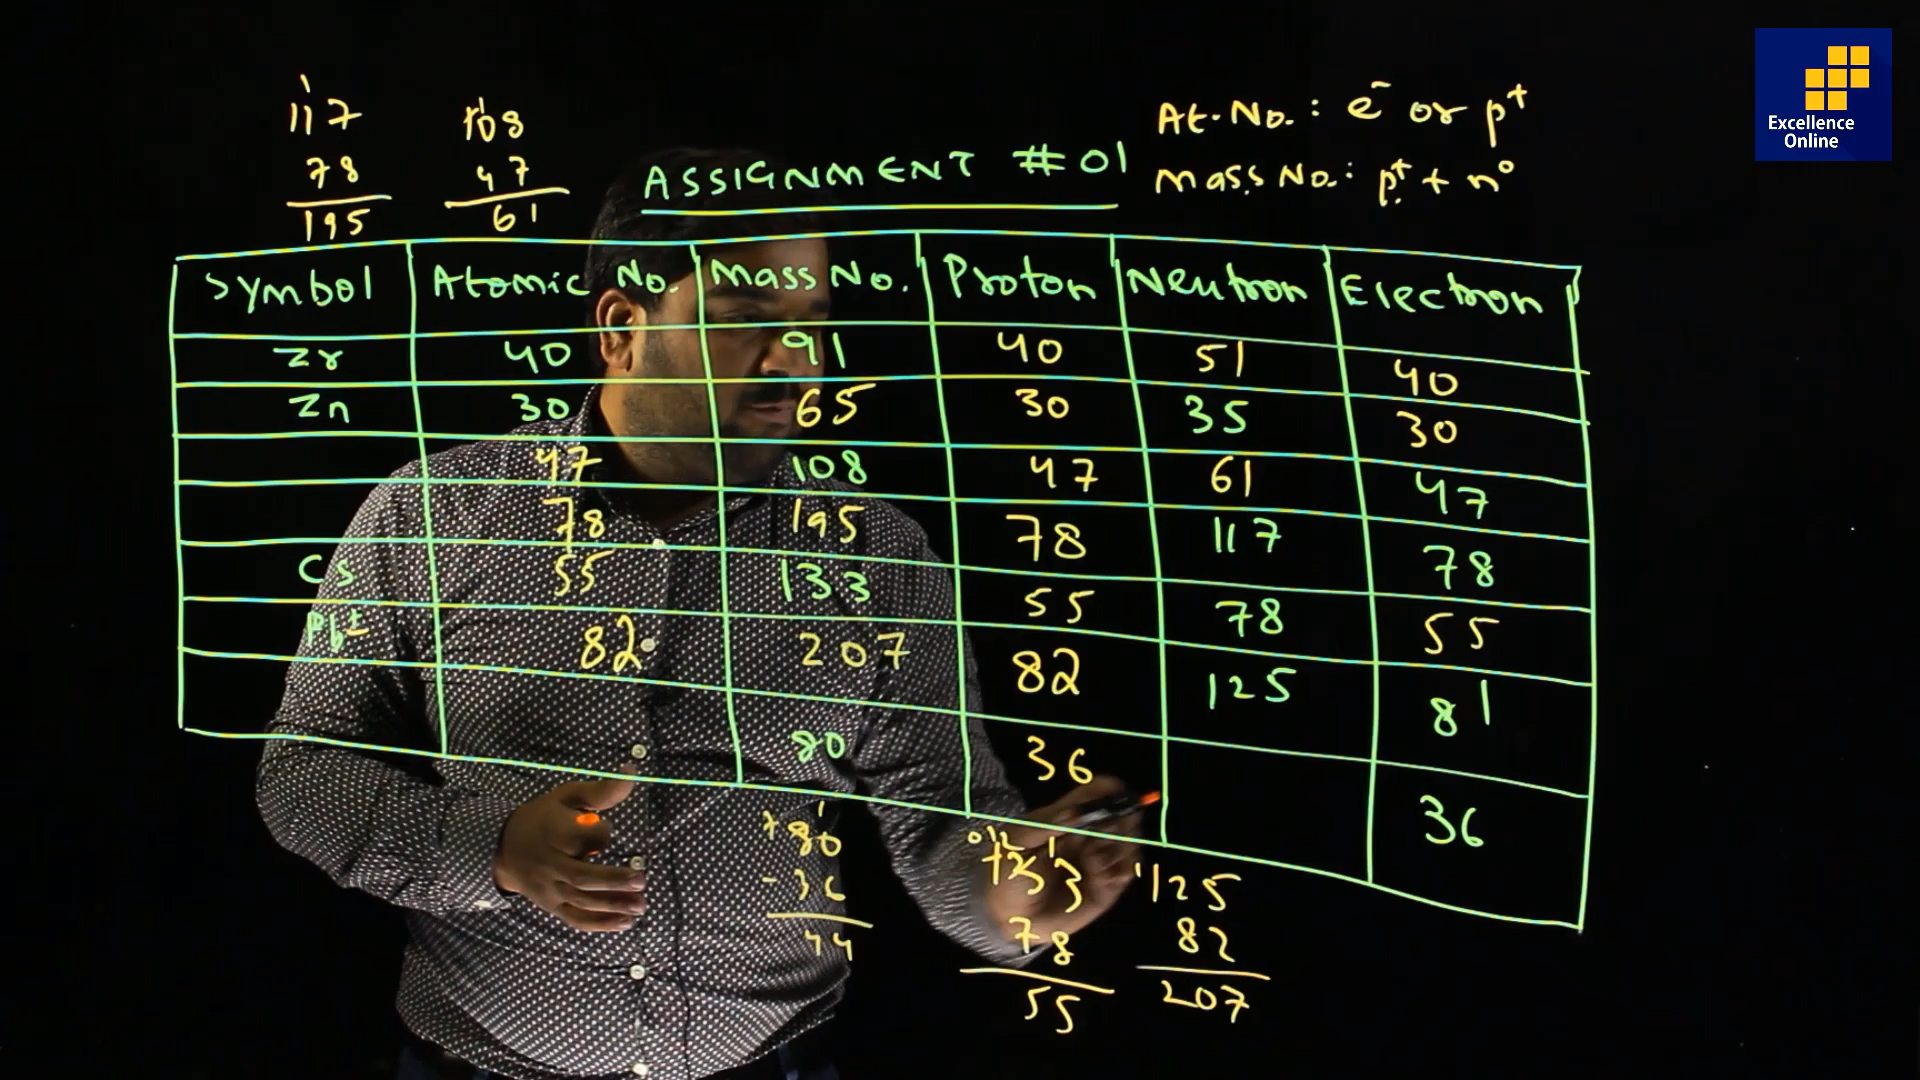 117
78
195
108
47
61
ASSIGNMENT #01
At. No. : e⁻ or p⁺
Mass No. : p⁺ + n⁰
Excellence
Online
Symbol Atomic No. Mass No. Proton Neutron Electron
Zr 40 91 40 51 40
Zn 30 65 30 35 30
47 108 47 61 47
78 195 78 117 78
Cs 55 133 55 78 55
82 207 82 125 81
80 36 36
80
-36
44
133
78
55
125
82
207